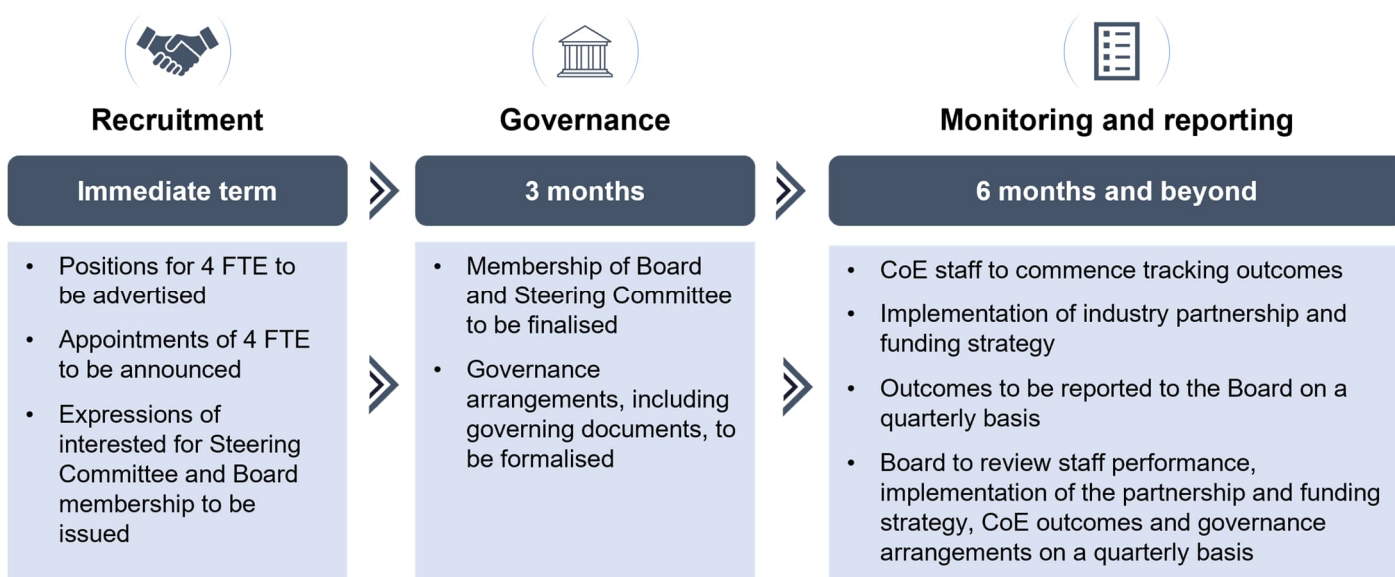 Recruitment
Immediate term
• Positions for 4 FTE to
be advertised
• Appointments of 4 FTE
to be announced
• Expressions of
interested for Steering
Committee and Board
membership to be
issued
Governance
3 months
• Membership of Board
and Steering Committee
to be finalised
• Governance
arrangements, including
governing documents, to
be formalised
Monitoring and reporting
6 months and beyond
• CoE staff to commence tracking outcomes
• Implementation of industry partnership and
funding strategy
• Outcomes to be reported to the Board on a
quarterly basis
• Board to review staff performance,
implementation of the partnership and funding
strategy, CoE outcomes and governance
arrangements on a quarterly basis